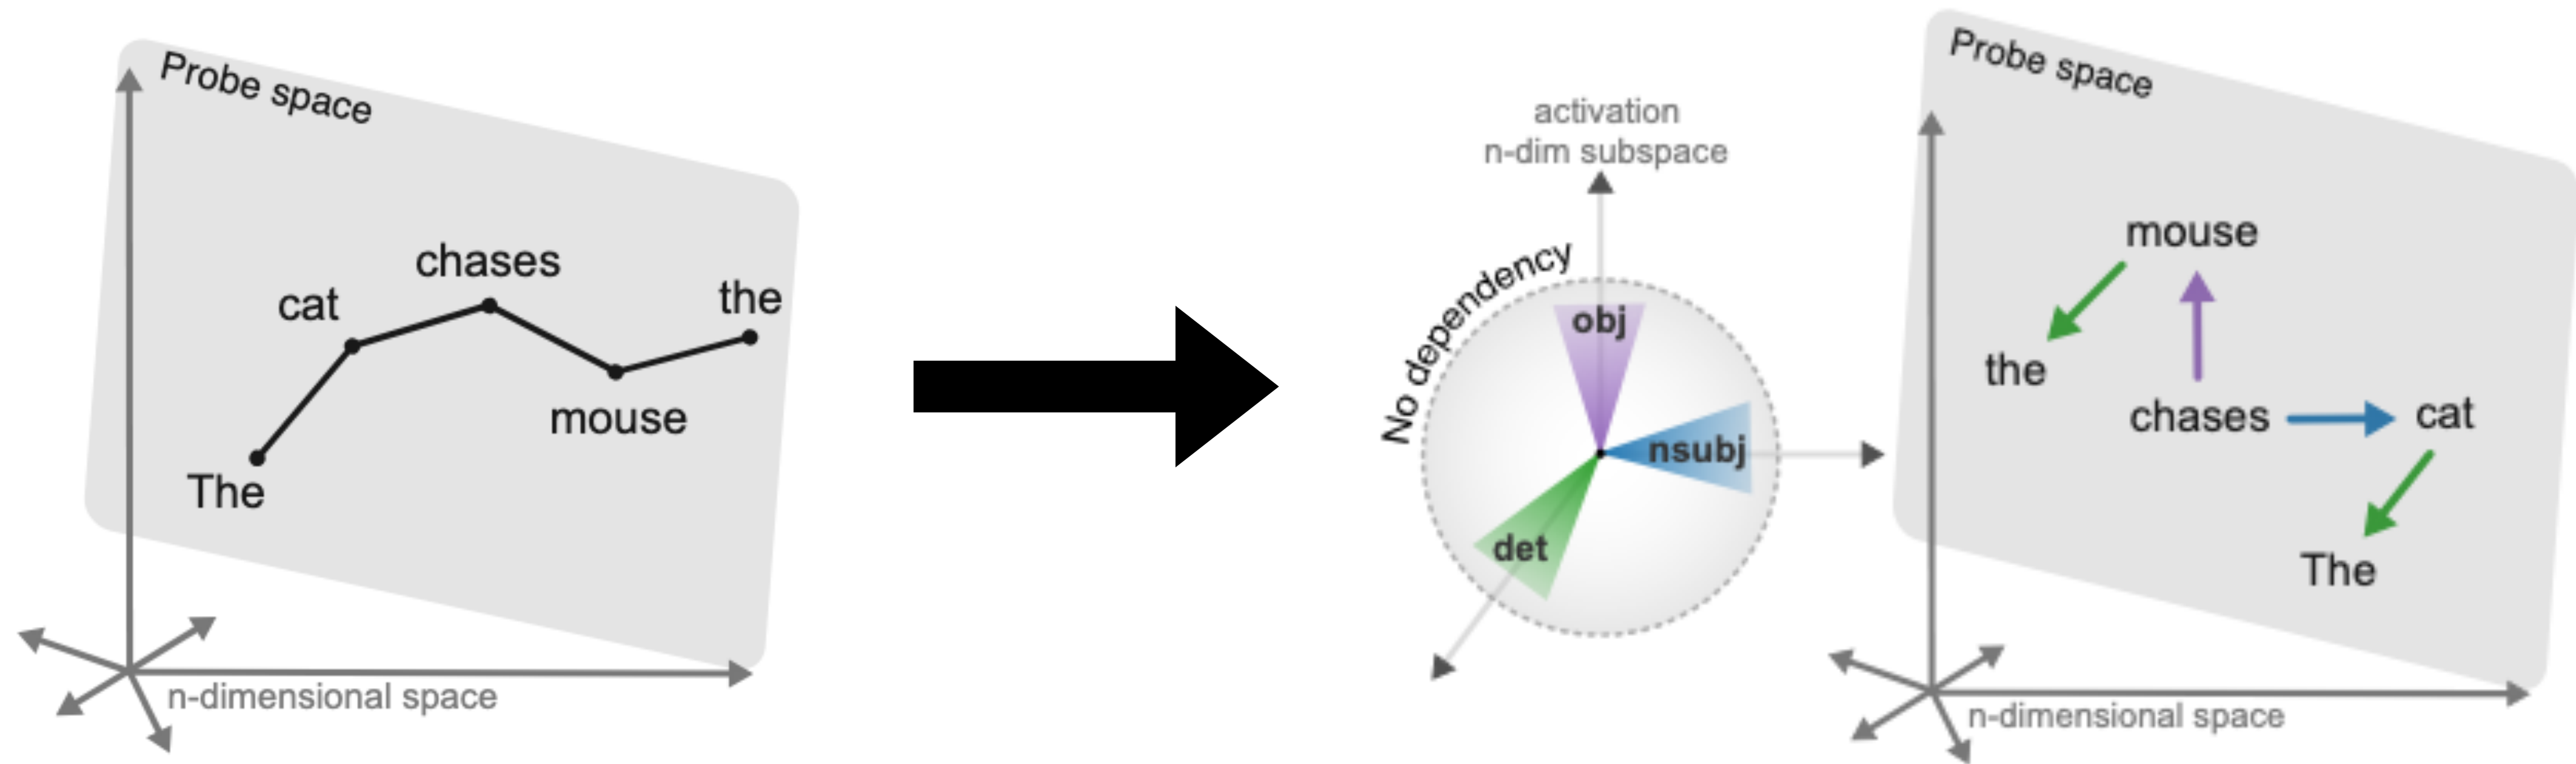 Probe space
chases
cat
the
mouse
The
n-dimensional space
activation
n-dim subspace
No dependency
obj
nsubj
det
Probe space
mouse
the
chases
cat
The
n-dimensional space